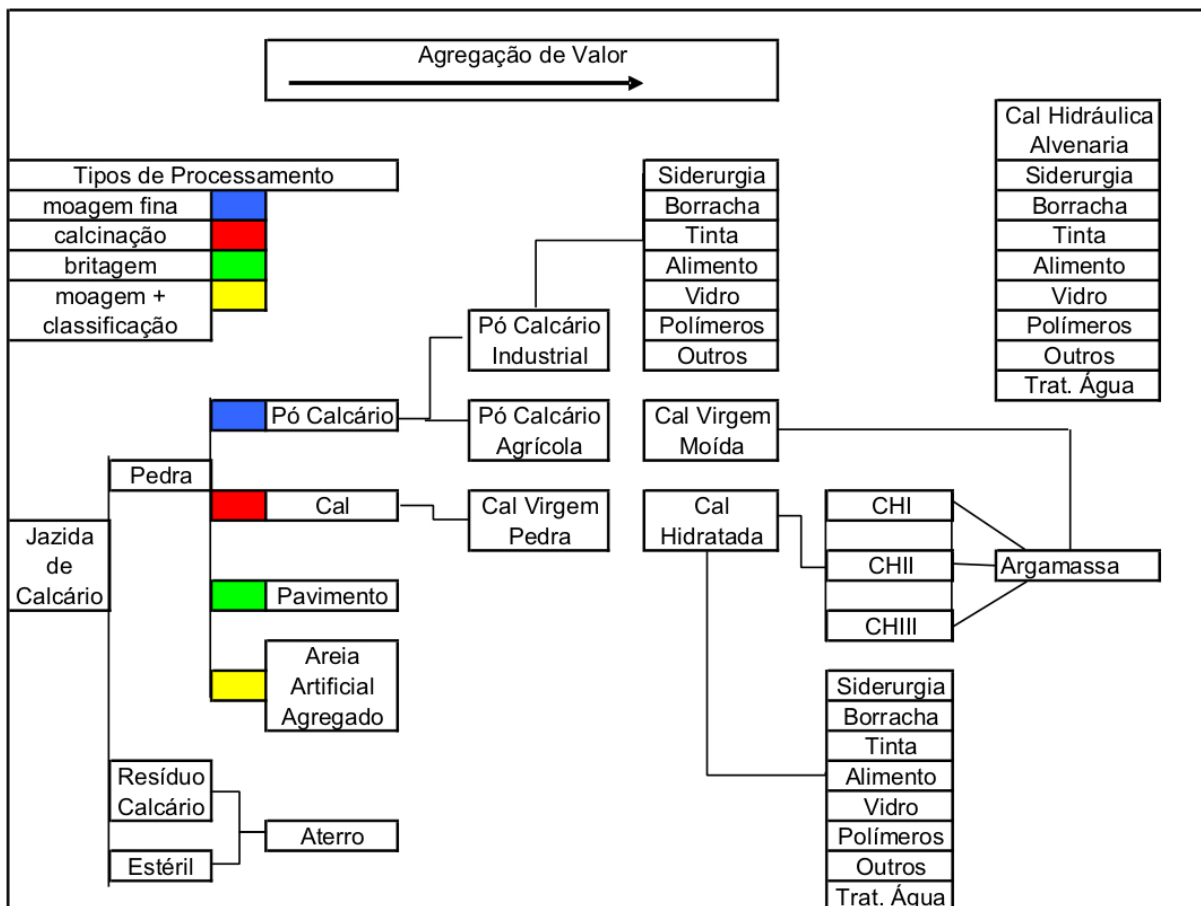 Agregação de Valor
Tipos de Processamento
moagem fina
calcinação
britagem
moagem +
classificação
Jazida
de
Calcário
Pedra
Resíduo
Calcário
Estéril
Pó Calcário
Cal
Pavimento
Areia
Artificial
Agregado
Aterro
Pó Calcário
Industrial
Pó Calcário
Agrícola
Cal Virgem
Pedra
Siderurgia
Borracha
Tinta
Alimento
Vidro
Polímeros
Outros
Cal Virgem
Moída
Cal
Hidratada
CHI
CHII
CHIII
Siderurgia
Borracha
Tinta
Alimento
Vidro
Polímeros
Outros
Trat. Água
Cal Hidráulica
Alvenaria
Siderurgia
Borracha
Tinta
Alimento
Vidro
Polímeros
Outros
Trat. Água
Argamassa